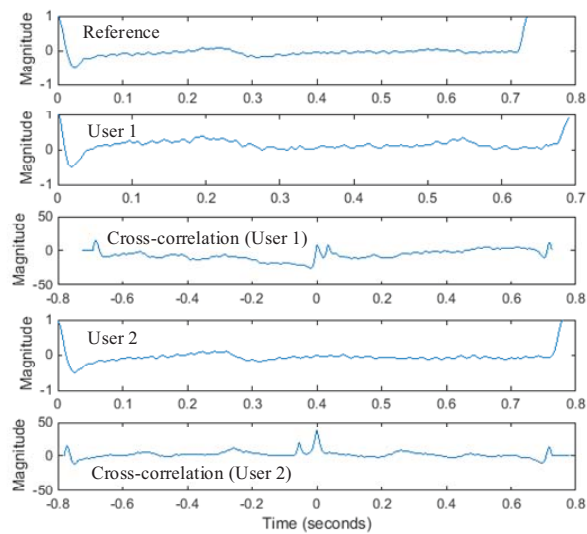 Reference
Magnitude
1
0
-1
0 0.1 0.2 0.3 0.4 0.5 0.6 0.7 0.8
User 1
Magnitude
1
0
1
0 0.1 0.2 0.3 0.4 0.5 0.6 0.7
Cross-correlation (User 1)
Magnitude
50
0
-50
-0.8 -0.6 -0.4 -0.2 0 0.2 0.4 0.6 0.8
User 2
Magnitude
1
0
1
0 0.1 0.2 0.3 0.4 0.5 0.6 0.7 0.8
Cross-correlation (User 2)
Magnitude
50
0
-50
-0.8 -0.6 -0.4 -0.2 0 0.2 0.4 0.6 0.8
Time (seconds)